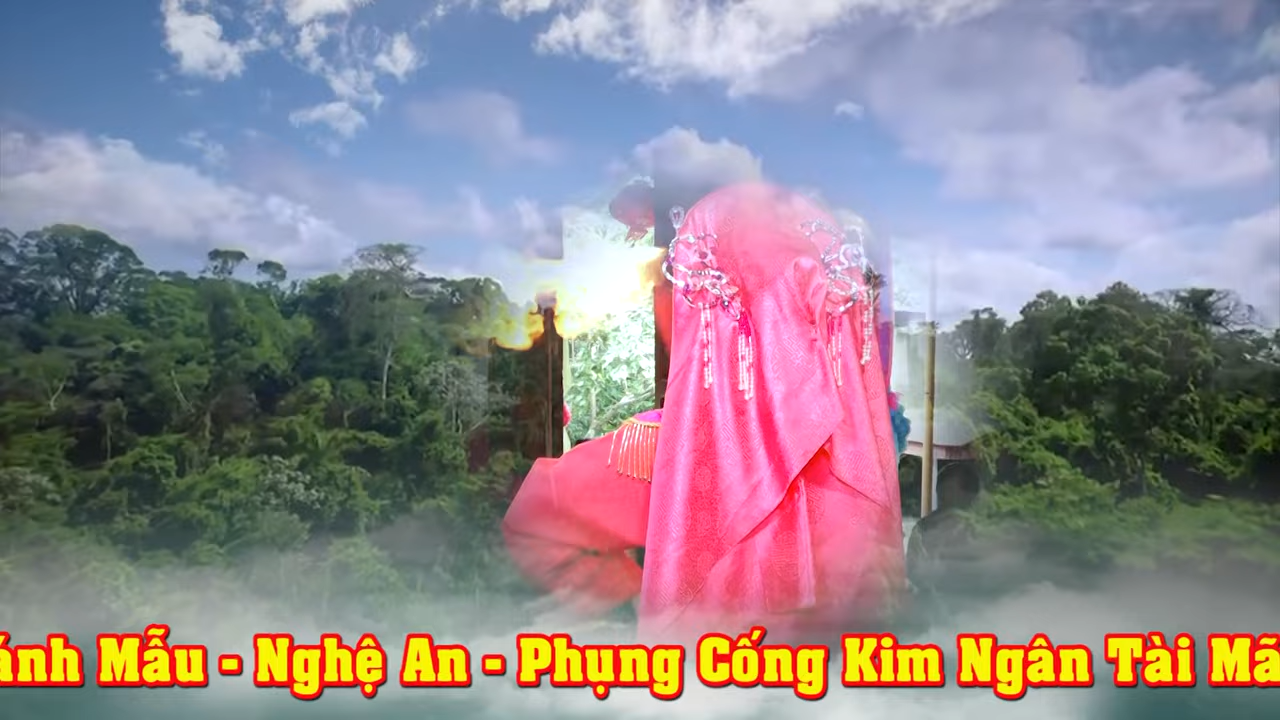 ánh Mẫu - Nghệ An - Phụng Cống Kim Ngân Tài Mã